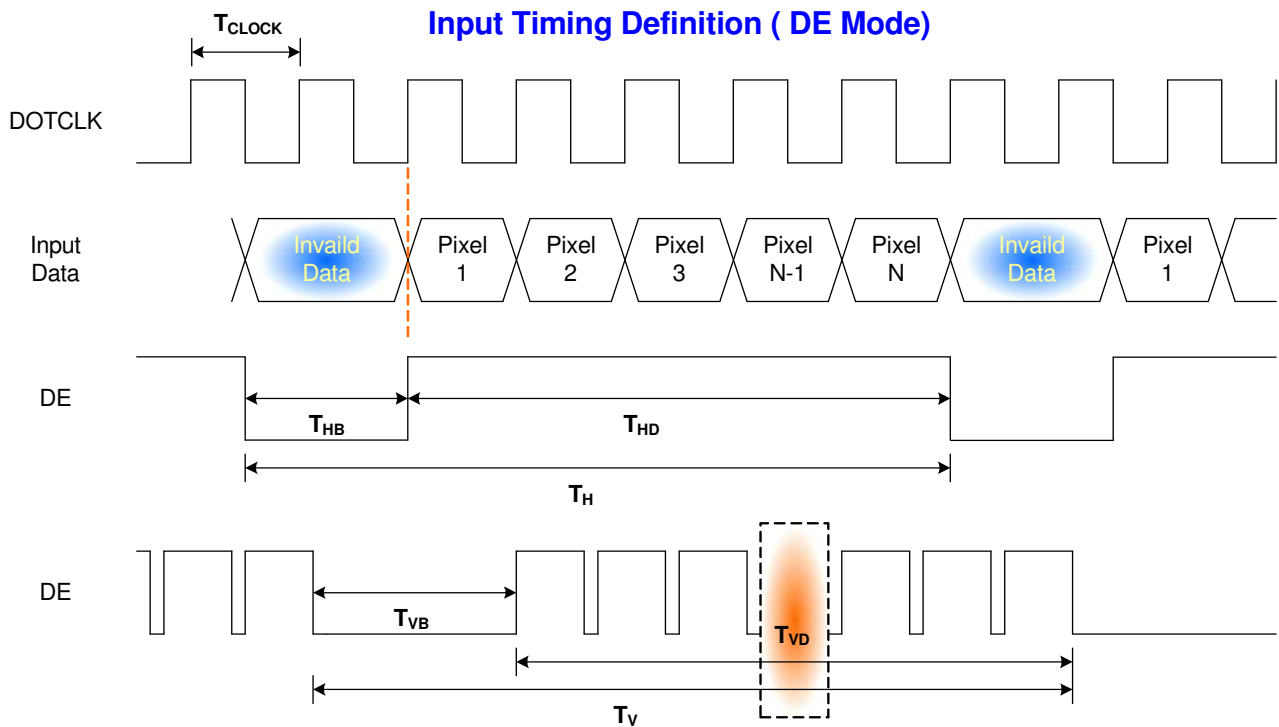 Input Timing Definition ( DE Mode)
TCLOCK
DOTCLK
Input
Data
Invaild
Data
Pixel
1
Pixel
2
Pixel
3
Pixel
N-1
Pixel
N
Invaild
Data
Pixel
1
DE
THB
THD
TH
DE
TVB
TVD
TV